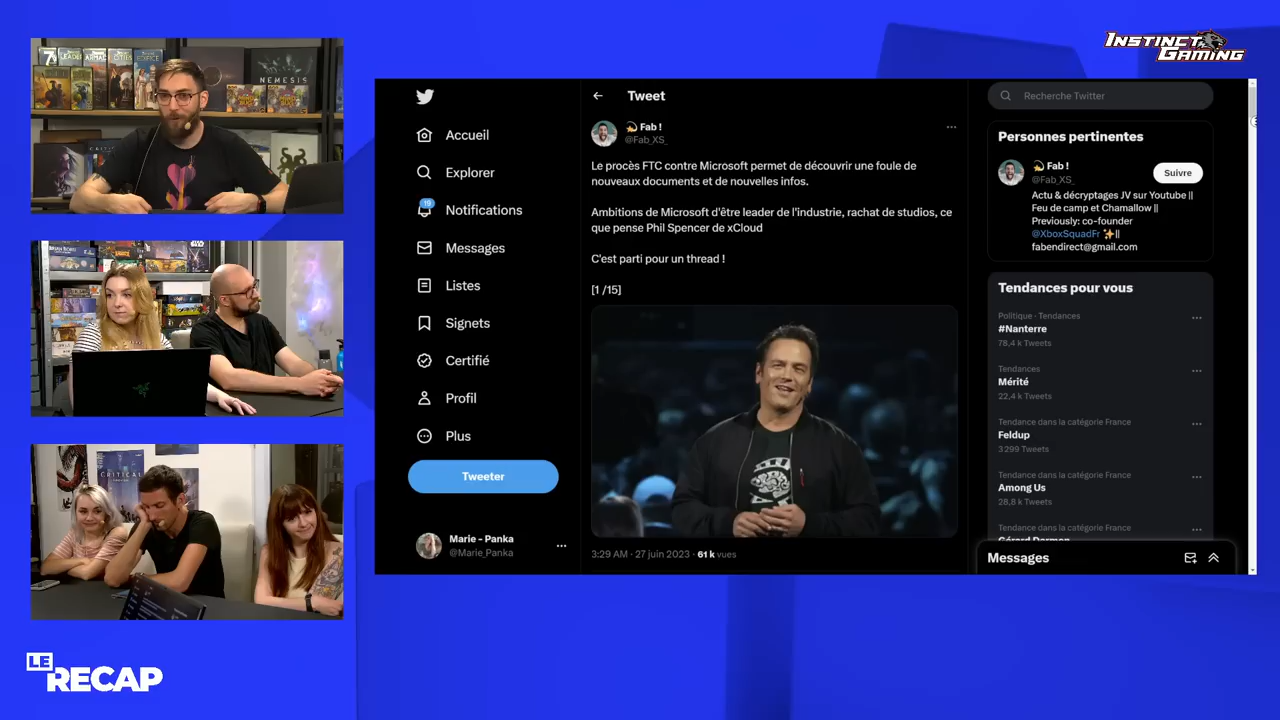 INSTINCT
GAMING
7
NEMESIS
CRITICAL
LE
RECAP
Accueil
Explorer
19
Notifications
Messages
Listes
Signets
Certifié
Profil
Plus
Tweeter
Marie - Panka
@Marie_Panka
Tweet
Fab !
@Fab_XS_
Le procès FTC contre Microsoft permet de découvrir une foule de
nouveaux documents et de nouvelles infos.
Ambitions de Microsoft d'être leader de l'industrie, rachat de studios, ce
que pense Phil Spencer de xCloud
C'est parti pour un thread !
[1 /15]
3:29 AM · 27 juin 2023 · 61 k vues
Recherche Twitter
Personnes pertinentes
Fab !
@Fab_XS_
Suivre
Actu & décryptages JV sur Youtube ||
Feu de camp et Chamallow ||
Previously: co-founder
@XboxSquadFr ✨||
fabendirect@gmail.com
Tendances pour vous
Politique · Tendances
#Nanterre
78,4 k Tweets
Tendances
Mérité
22,4 k Tweets
Tendance dans la catégorie France
Feldup
3 299 Tweets
Tendance dans la catégorie France
Among Us
28,8 k Tweets
Tendance dans la catégorie France
Gérard Darmon
Messages